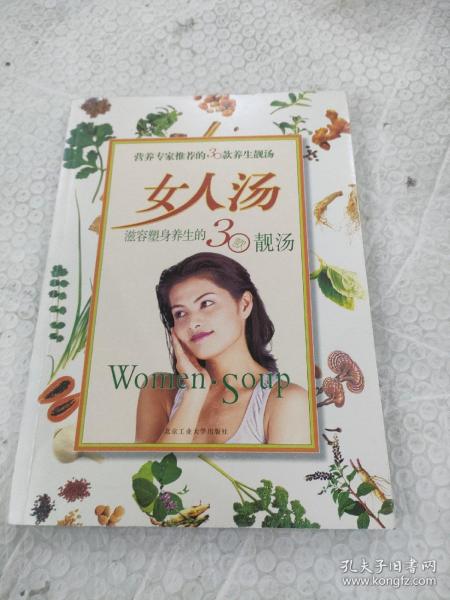 营养专家推荐的30款养生靓汤
女人汤
滋容塑身养生的30款靓汤
Women·Soup
北京工业大学出版社
孔夫子旧书网
www.kongfz.com